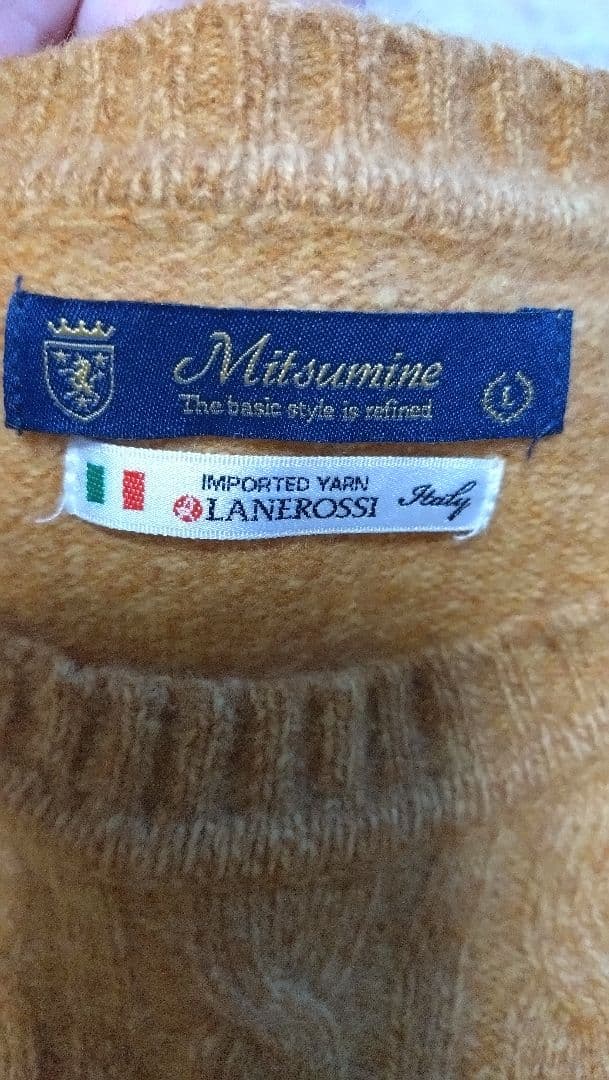 Mitsumine
The basic style is refined
L
IMPORTED YARN
LANEROSSI Italy